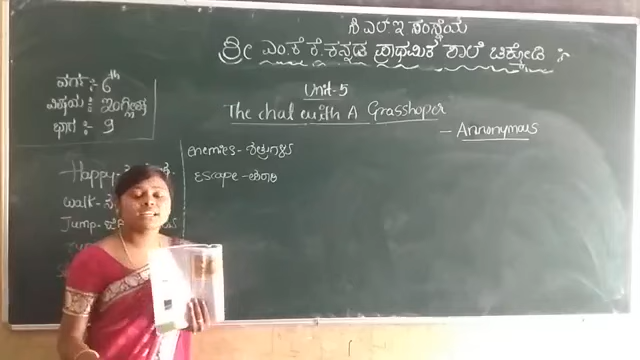 ಸಿ ಎಲ್ ಇ ಸಂಸ್ಥೆಯ
ಶ್ರೀ ಎಂ.ಕೆ.ಕೆ.ಕನ್ನಡ ಪ್ರಾಥಮಿಕ ಶಾಲೆ ಚಿಕ್ಕೋಡಿ :-
ವರ್ಗ : 6th
ವಿಷಯ : ಇಂಗ್ಲೀಷ
ಭಾಗ : 9
Unit-5
The chat with A Grasshoper
- Annonymous
enemies - ಶತ್ರುಗಳು
Escape - ಪಾರಾಗಿ
Happy -
Walk -
Jump -